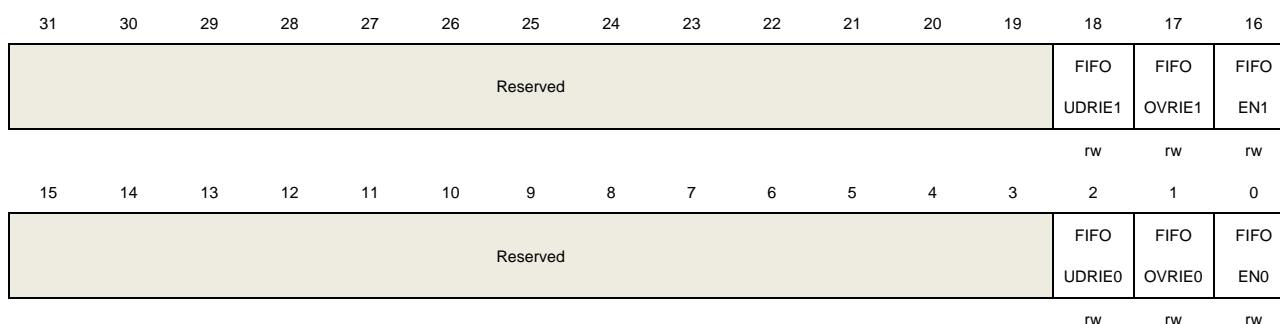 31 30 29 28 27 26 25 24 23 22 21 20 19 18 17 16
Reserved FIFO UDRIE1 FIFO OVRIE1 FIFO EN1
rw rw rw
15 14 13 12 11 10 9 8 7 6 5 4 3 2 1 0
Reserved FIFO UDRIE0 FIFO OVRIE0 FIFO EN0
rw rw rw